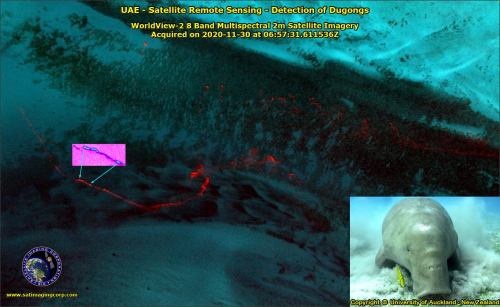 UAE - Satellite Remote Sensing - Detection of Dugongs
WorldView-2 8 Band Multispectral 2m Satellite Imagery
Acquired on 2020-11-30 at 06:57:31.611536Z
www.satimagingcorp.com
Copyright @ University of Auckland - New Zealand